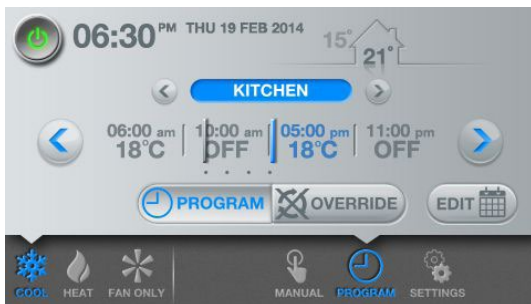 06:30 PM THU 19 FEB 2014 15° 21°
KITCHEN
06:00 am 10:00 am 05:00 pm 11:00 pm
18°C OFF 18°C OFF
PROGRAM OVERRIDE EDIT
COOL HEAT FAN ONLY MANUAL PROGRAM SETTINGS